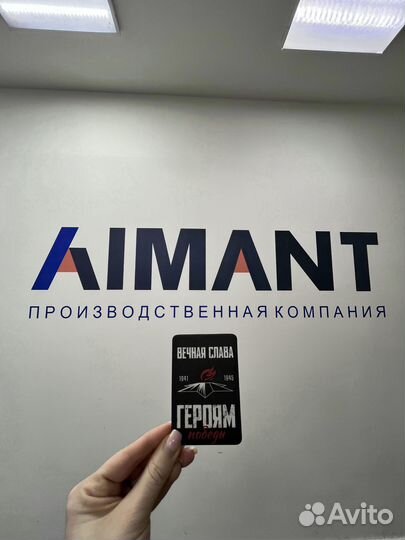 AIMANT
ПРОИЗВОДСТВЕННАЯ КОМПАНИЯ
ВЕЧНАЯ СЛАВА
1941 1945
ГЕРОЯМ
победы
Avito